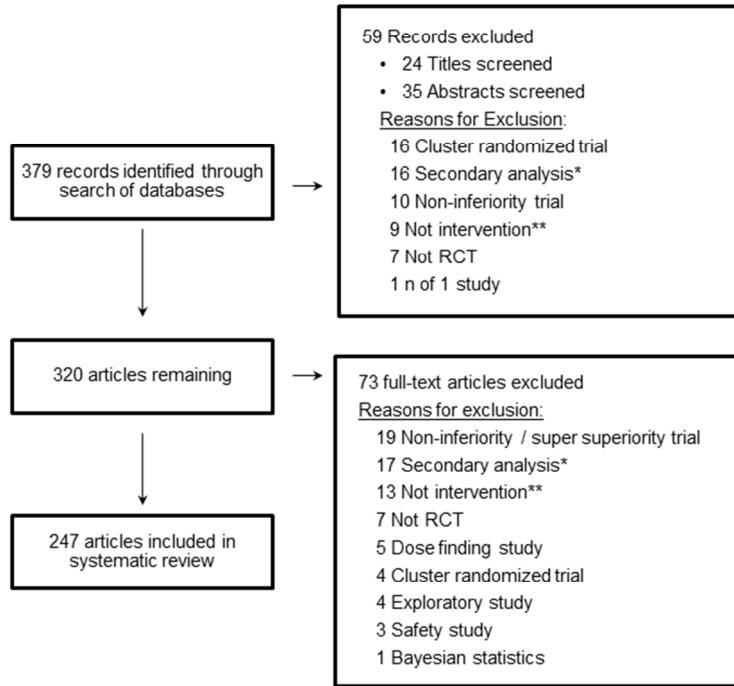 379 records identified through
search of databases
59 Records excluded
• 24 Titles screened
• 35 Abstracts screened
Reasons for Exclusion:
16 Cluster randomized trial
16 Secondary analysis*
10 Non-inferiority trial
9 Not intervention**
7 Not RCT
1 n of 1 study
320 articles remaining
73 full-text articles excluded
Reasons for exclusion:
19 Non-inferiority / super superiority trial
17 Secondary analysis*
13 Not intervention**
7 Not RCT
5 Dose finding study
4 Cluster randomized trial
4 Exploratory study
3 Safety study
1 Bayesian statistics
247 articles included in
systematic review